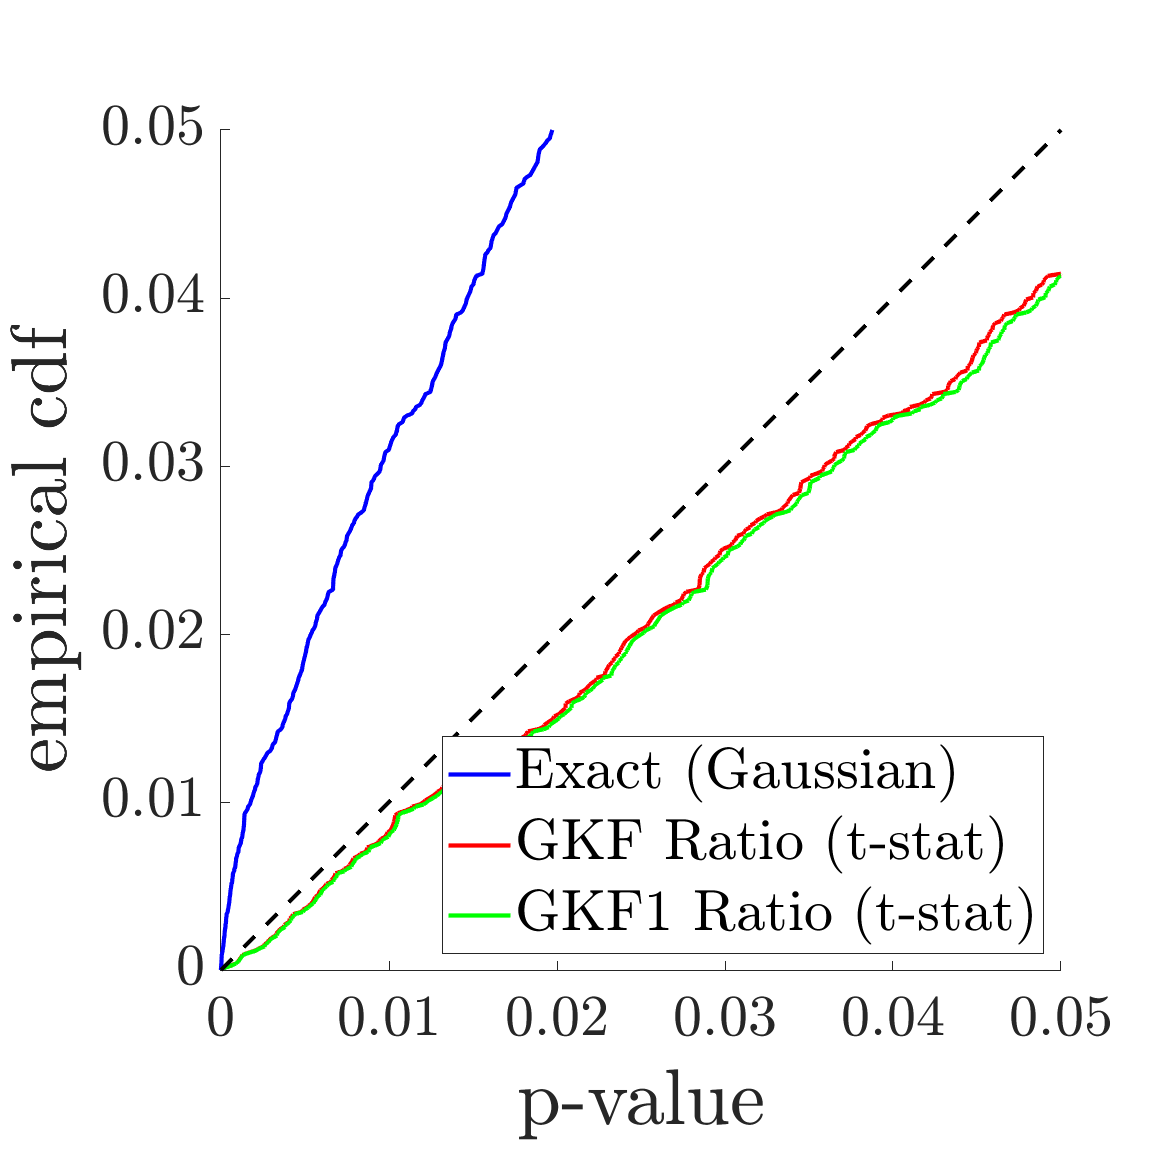 0.05
0.04
0.03
0.02
0.01
0
empirical cdf
Exact (Gaussian)
GKF Ratio (t-stat)
GKF1 Ratio (t-stat)
0 0.01 0.02 0.03 0.04 0.05
p-value